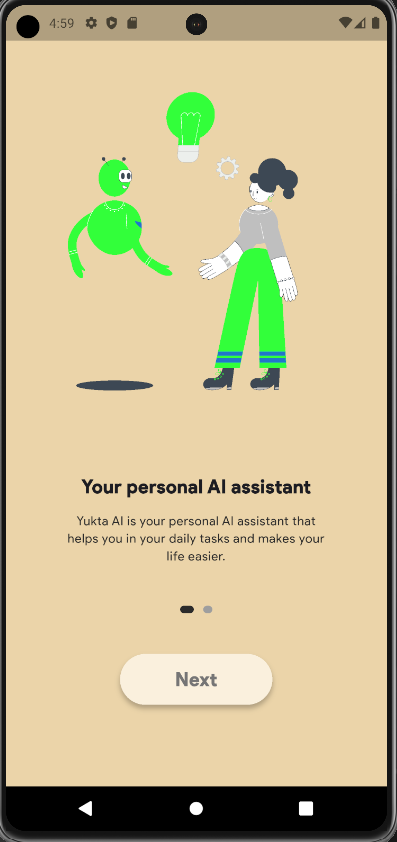 4:59
Your personal AI assistant
Yukta AI is your personal AI assistant that
helps you in your daily tasks and makes your
life easier.
Next